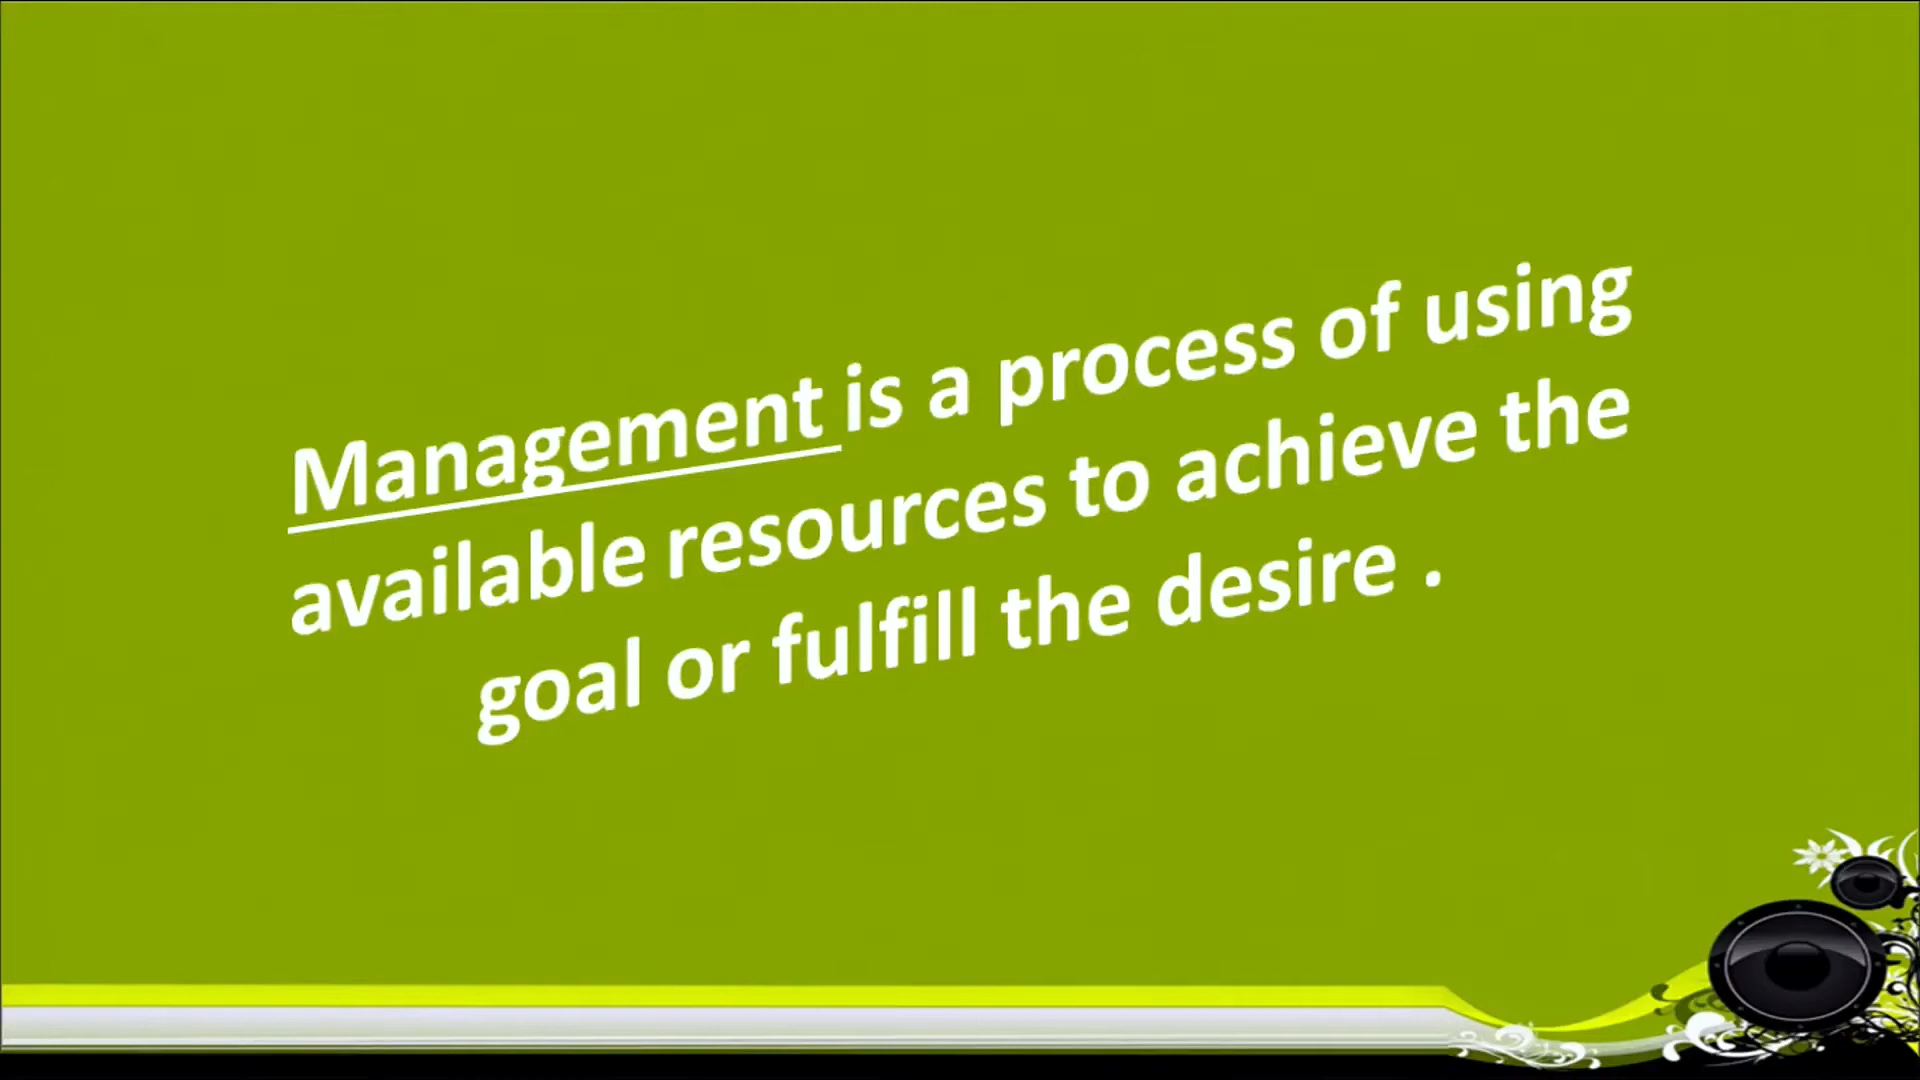 Management is a process of using
available resources to achieve the
goal or fulfill the desire .